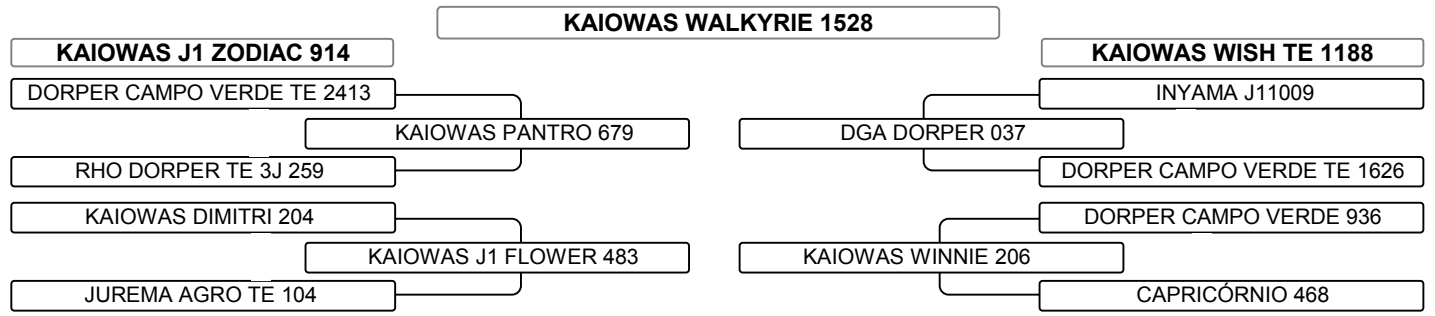 KAIOWAS WALKYRIE 1528
KAIOWAS J1 ZODIAC 914
KAIOWAS WISH TE 1188
DORPER CAMPO VERDE TE 2413
INYAMA J11009
KAIOWAS PANTRO 679
DGA DORPER 037
RHO DORPER TE 3J 259
DORPER CAMPO VERDE TE 1626
KAIOWAS DIMITRI 204
DORPER CAMPO VERDE 936
KAIOWAS J1 FLOWER 483
KAIOWAS WINNIE 206
JUREMA AGRO TE 104
CAPRICÓRNIO 468